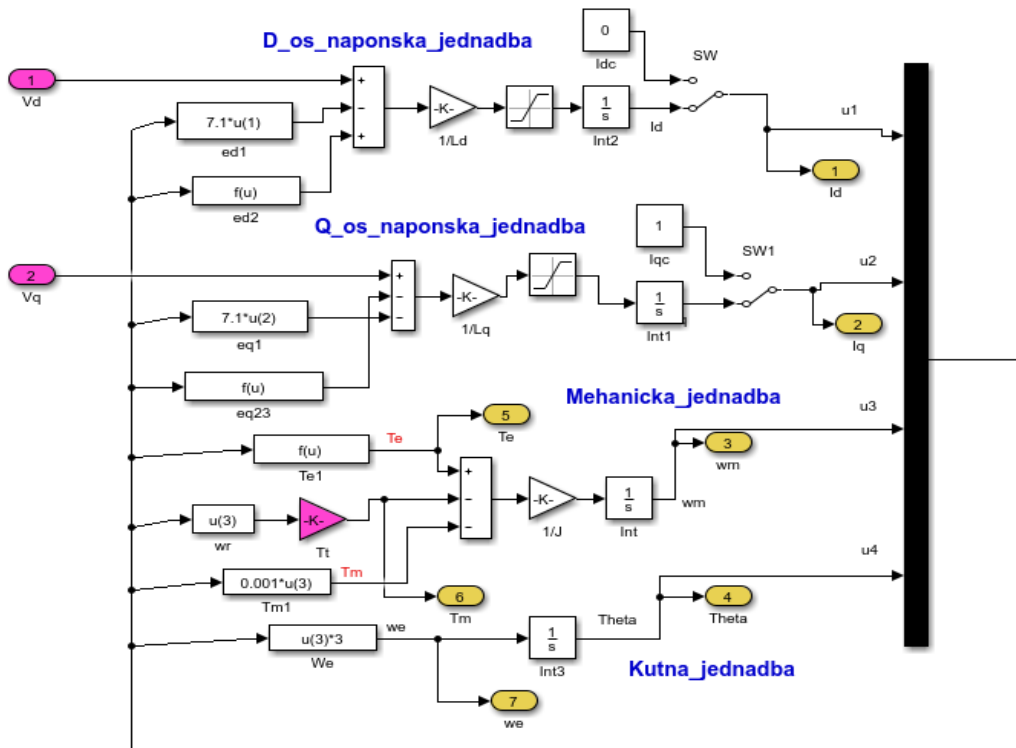 D_os_naponska_jednadba
0
Idc
SW
1
Vd
+
−
+
-K-
1/Ld
1
s
Int2
Id
u1
7.1*u(1)
ed1
1
Id
f(u)
ed2
Q_os_naponska_jednadba
1
Iqc
SW1
2
Vq
+
−
−
-K-
1/Lq
1
s
Int1
u2
7.1*u(2)
eq1
2
Iq
f(u)
eq23
Mehanicka_jednadba
u3
5
Te
f(u)
Te1
Te
+
−
−
-K-
1/J
1
s
Int
wm
3
wm
u(3)
wr
-K-
Tt
u4
0.001*u(3)
Tm1
Tm
6
Tm
4
Theta
u(3)*3
We
we
1
s
Int3
Theta
Kutna_jednadba
7
we